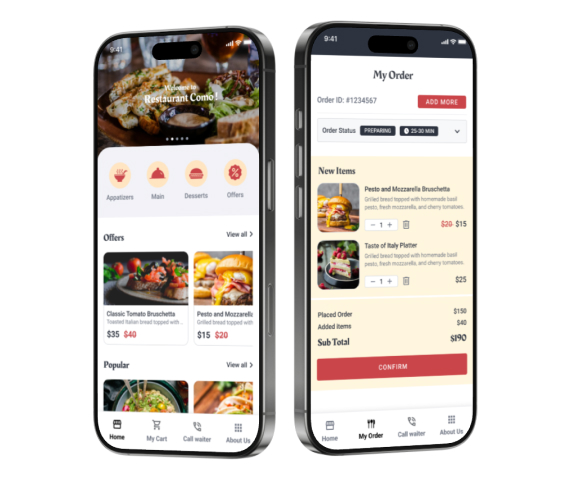 9:41
Welcome to
Restaurant Como !
Appetizers
Main
Desserts
Offers
Offers
View all
Classic Tomato Bruschetta
Toasted Italian bread topped with ...
$35 $40
Pesto and Mozzarella
Grilled bread topped with
$15 $20
Popular
View all
Home
My Cart
Call waiter
About Us
9:41
My Order
Order ID: #1234567
ADD MORE
Order Status
PREPARING
25-30 MIN
New Items
Pesto and Mozzarella Bruschetta
Grilled bread topped with homemade basil
pesto, fresh mozzarella, and cherry tomatoes.
− 1 +
$20 $15
Taste of Italy Platter
Grilled bread topped with homemade basil
pesto, fresh mozzarella, and cherry tomatoes.
− 1 +
$25
Placed Order $150
Added Items $40
Sub Total $190
CONFIRM
Home
My Order
Call waiter
About Us